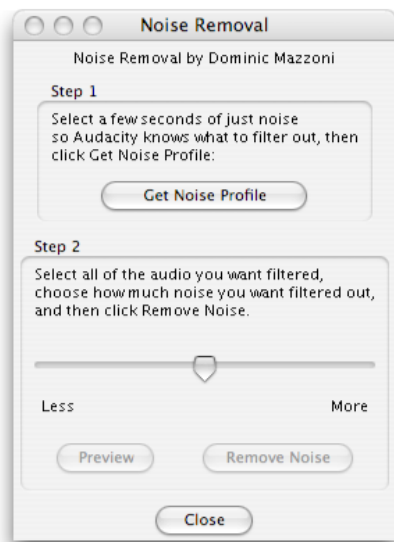 Noise Removal
Noise Removal by Dominic Mazzoni
Step 1
Select a few seconds of just noise
so Audacity knows what to filter out, then
click Get Noise Profile:
Get Noise Profile
Step 2
Select all of the audio you want filtered,
choose how much noise you want filtered out,
and then click Remove Noise.
Less More
Preview Remove Noise
Close